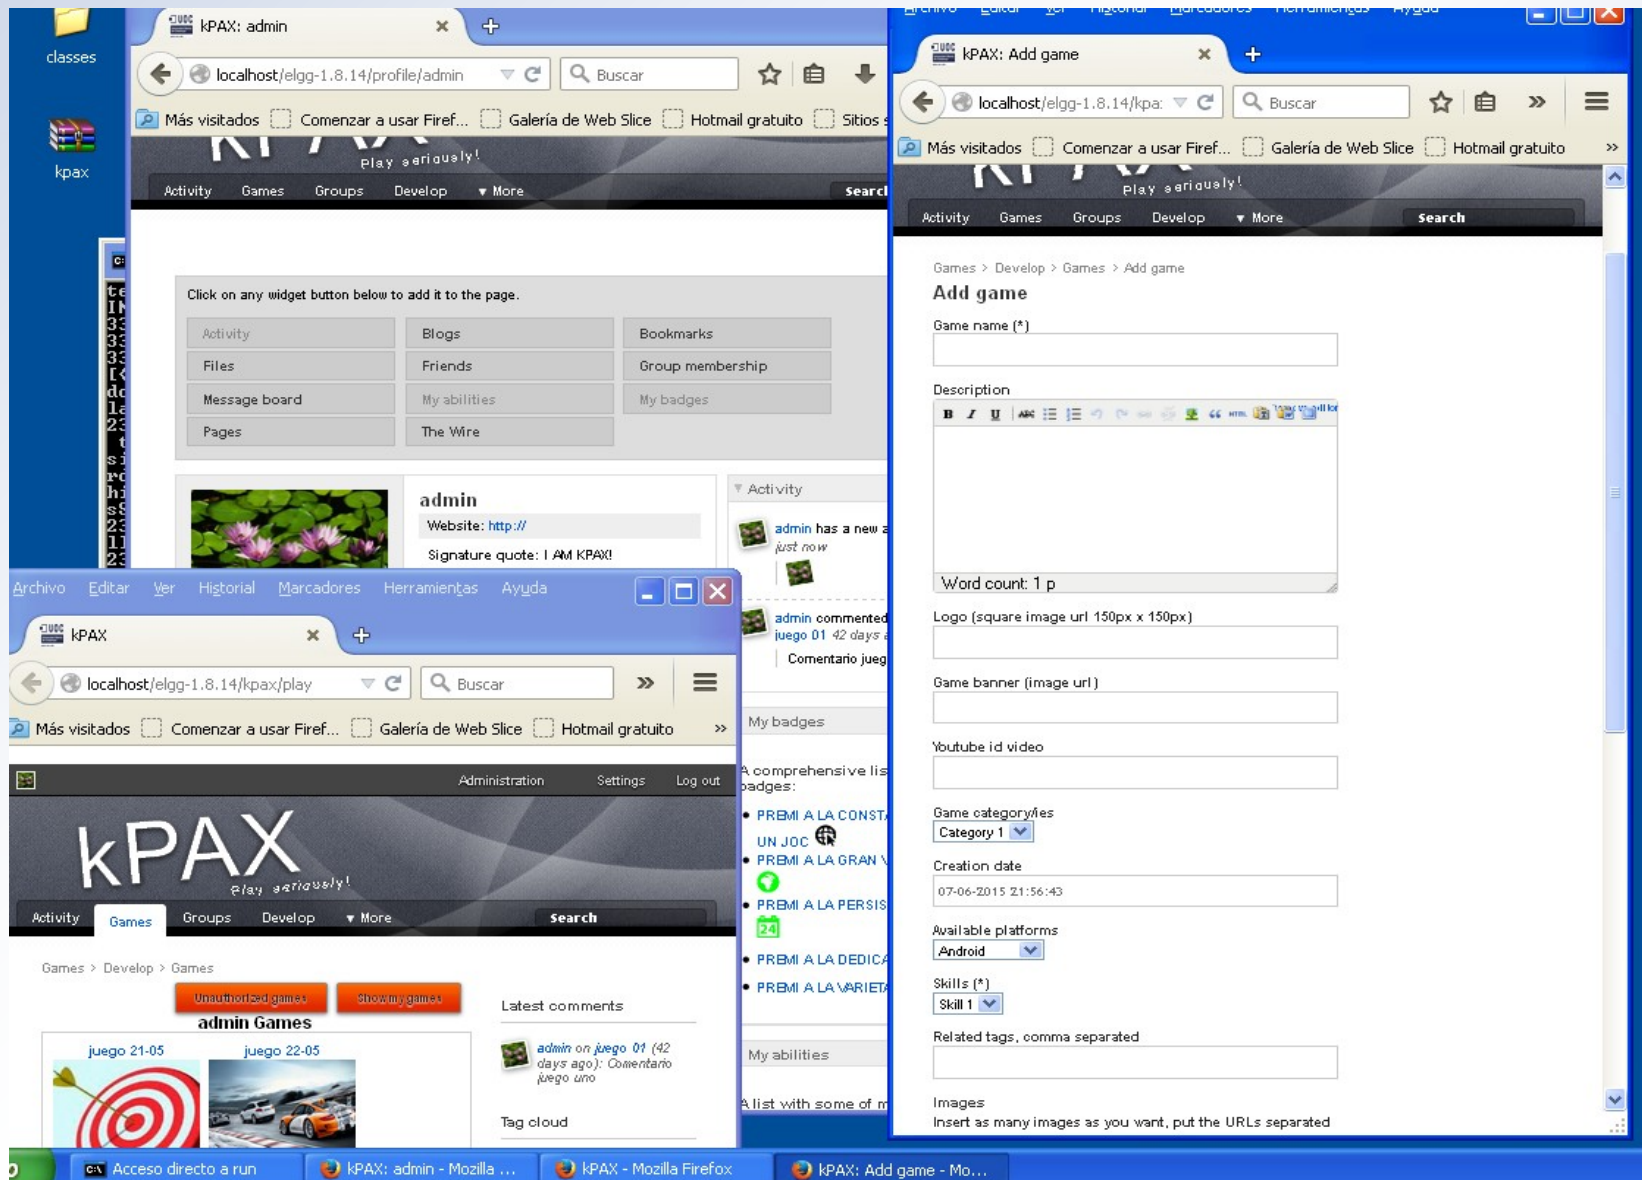 classes
kpax
kPAX: admin
localhost/elgg-1.8.14/profile/admin
Buscar
Más visitados
Comenzar a usar Firef...
Galería de Web Slice
Hotmail gratuito
Sitios
Play seriously!
Activity Games Groups Develop ▾ More
Search
Click on any widget button below to add it to the page.
Activity Blogs Bookmarks
Files Friends Group membership
Message board My abilities My badges
Pages The Wire
admin
Website: http://
Signature quote: I AM KPAX!
Activity
admin has a new a
just now
admin commented
juego 01 42 days
Comentario jueg
My badges
A comprehensive lis
badges:
PREMI A LA CONST
UN JOC
PREMI A LA GRAN
PREMI A LA PERSIS
24
PREMI A LA DEDICA
PREMI A LA VARIETA
My abilities
A list with some of m
Archivo Editar Ver Historial Marcadores Herramientas Ayuda
kPAX
localhost/elgg-1.8.14/kpax/play
Buscar
Más visitados Comenzar a usar Firef... Galería de Web Slice Hotmail gratuito
Administration Settings Log out
kPAX
Play seriously!
Activity Games Groups Develop ▾ More
Search
Games > Develop > Games
Unauthorized games
Show my games
admin Games
juego 21-05 juego 22-05
Latest comments
admin on juego 01 (42
days ago): Comentario
juego uno
Tag cloud
Archivo Editar Ver Historial Marcadores Herramientas Ayuda
kPAX: Add game
localhost/elgg-1.8.14/kpa:
Buscar
Más visitados Comenzar a usar Firef... Galería de Web Slice Hotmail gratuito
Play seriously!
Activity Games Groups Develop ▾ More
Search
Games > Develop > Games > Add game
Add game
Game name (*)
Description
B I U ABC HTML
Word count: 1 p
Logo (square image url 150px x 150px)
Game banner (image url)
Youtube id video
Game category/ies
Category 1
Creation date
07-06-2015 21:56:43
Available platforms
Android
Skills (*)
Skill 1
Related tags, comma separated
Images
Insert as many images as you want, put the URLs separated
Acceso directo a run
kPAX: admin - Mozilla ...
kPAX - Mozilla Firefox
kPAX: Add game - Mo...